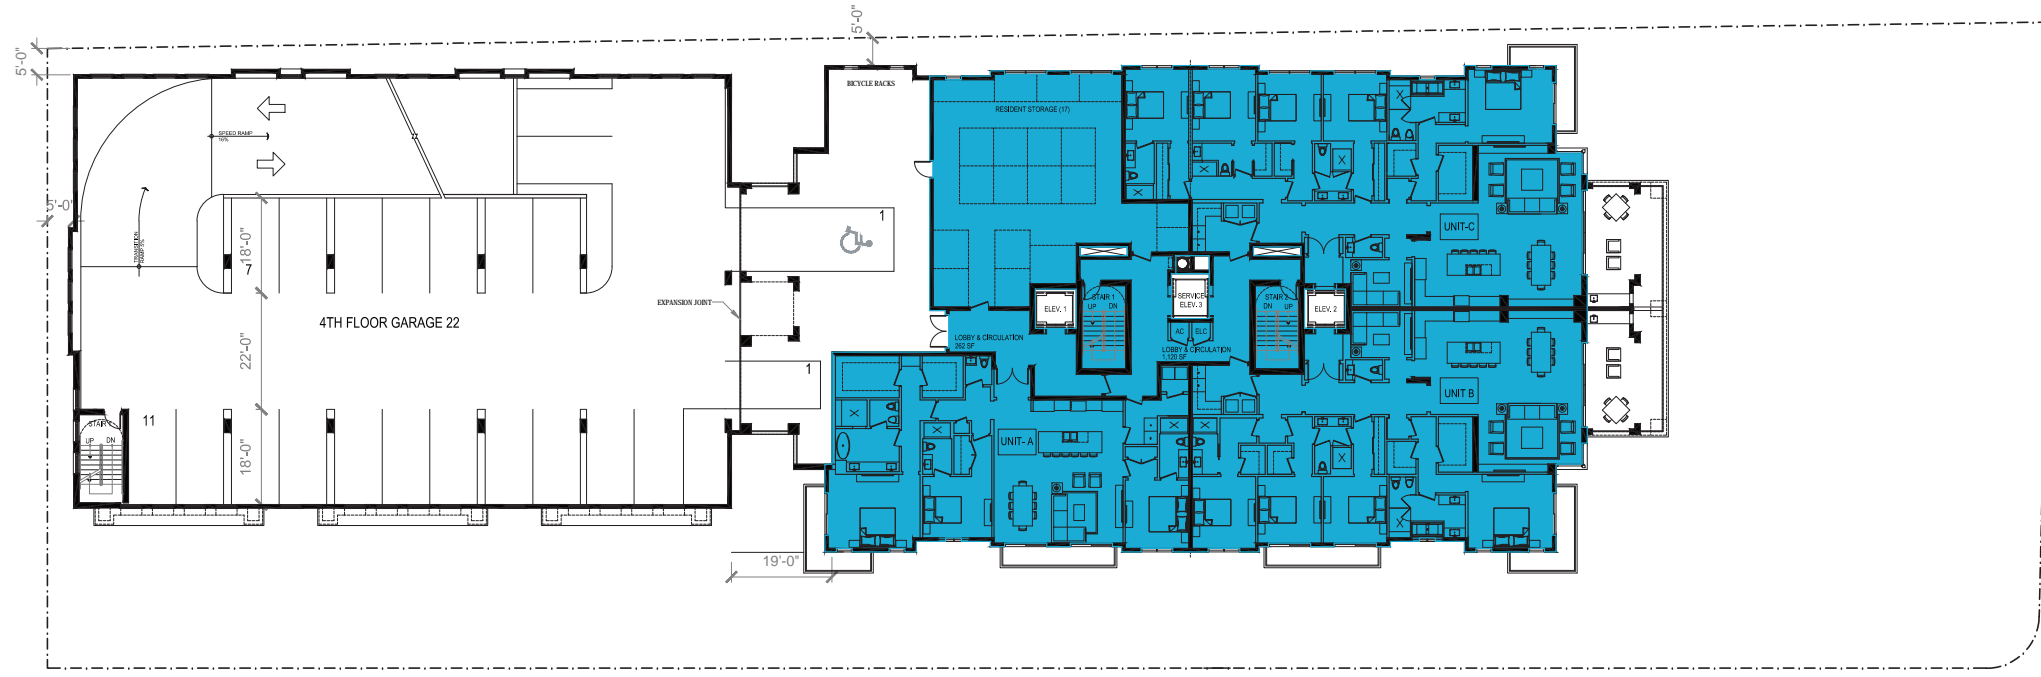 5'-0"
5'-0"
BICYCLE RACKS
RESIDENT STORAGE (17)
SPEED RAMP
16%
5'-0"
TRANSITION
18'-0"
7
1
UNIT-C
EXPANSION JOINT
4TH FLOOR GARAGE 22
SERVICE
ELEV. 3
STAIR 1
UP DN
STAIR 2
DN UP
ELEV. 1
ELEV. 2
AC
ELC
LOBBY & CIRCULATION
262 SF
LOBBY & CIRCULATION
1,120 SF
22'-0"
1
UNIT B
11
STAIR
UP DN
UNIT- A
18'-0"
19'-0"